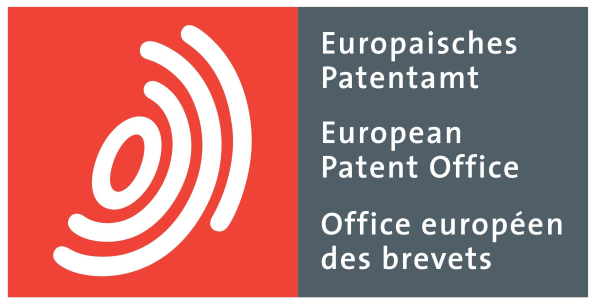 Europaisches
Patentamt
European
Patent Office
Office européen
des brevets